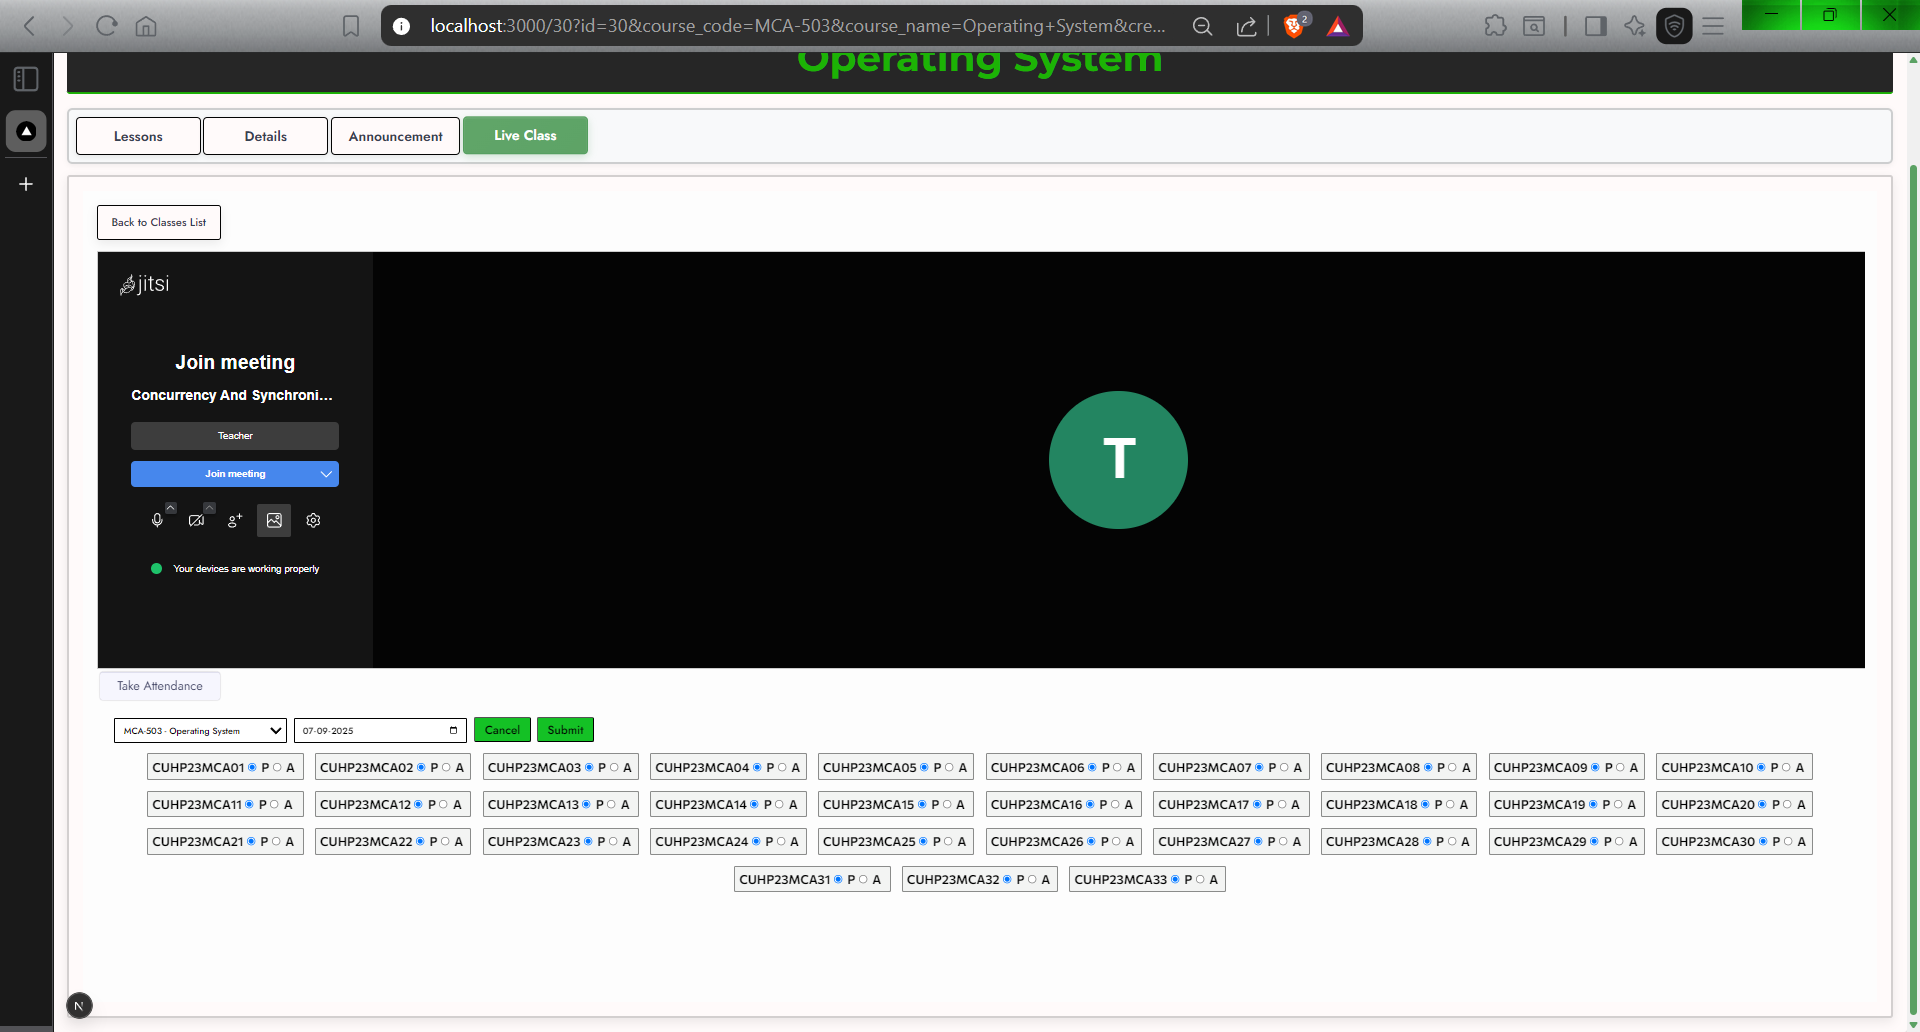 localhost:3000/30?id=30&course_code=MCA-503&course_name=Operating+System&cre...
2
Operating System
Lessons
Details
Announcement
Live Class
Back to Classes List
jitsi
Join meeting
Concurrency And Synchroni...
Teacher
Join meeting
Your devices are working properly
T
Take Attendance
MCA-503 - Operating System
07-09-2025
Cancel
Submit
CUHP23MCA01 P A
CUHP23MCA02 P A
CUHP23MCA03 P A
CUHP23MCA04 P A
CUHP23MCA05 P A
CUHP23MCA06 P A
CUHP23MCA07 P A
CUHP23MCA08 P A
CUHP23MCA09 P A
CUHP23MCA10 P A
CUHP23MCA11 P A
CUHP23MCA12 P A
CUHP23MCA13 P A
CUHP23MCA14 P A
CUHP23MCA15 P A
CUHP23MCA16 P A
CUHP23MCA17 P A
CUHP23MCA18 P A
CUHP23MCA19 P A
CUHP23MCA20 P A
CUHP23MCA21 P A
CUHP23MCA22 P A
CUHP23MCA23 P A
CUHP23MCA24 P A
CUHP23MCA25 P A
CUHP23MCA26 P A
CUHP23MCA27 P A
CUHP23MCA28 P A
CUHP23MCA29 P A
CUHP23MCA30 P A
CUHP23MCA31 P A
CUHP23MCA32 P A
CUHP23MCA33 P A
N